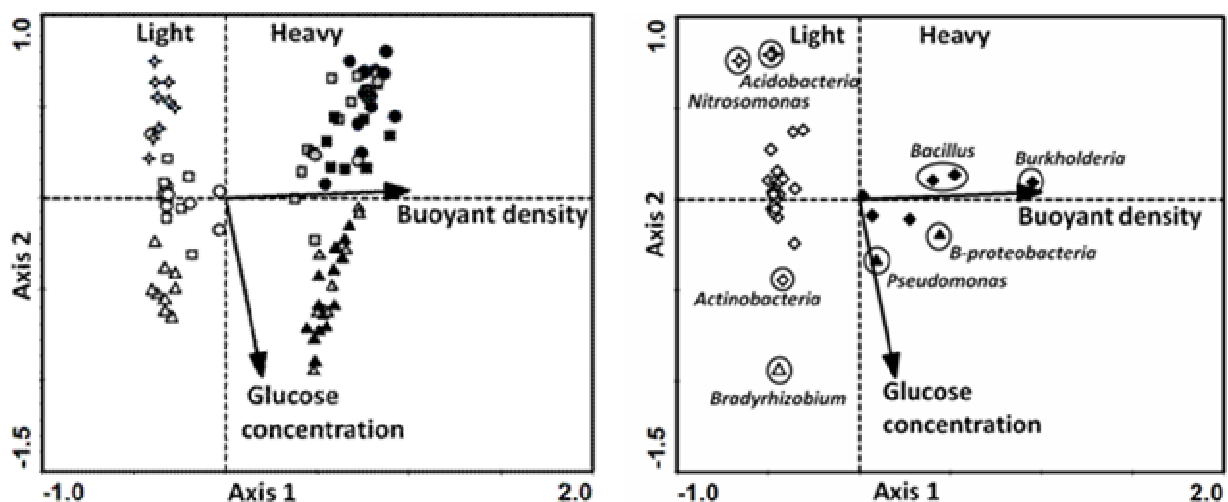 1.0
Light
Heavy
Buoyant density
Axis 2
Glucose
concentration
-1.5
-1.0
Axis 1
2.0
1.0
Light
Heavy
Acidobacteria
Nitrosomonas
Bacillus
Burkholderia
Buoyant density
Axis 2
B-proteobacteria
Pseudomonas
Actinobacteria
Bradyrhizobium
Glucose
concentration
-1.5
-1.0
Axis 1
2.0